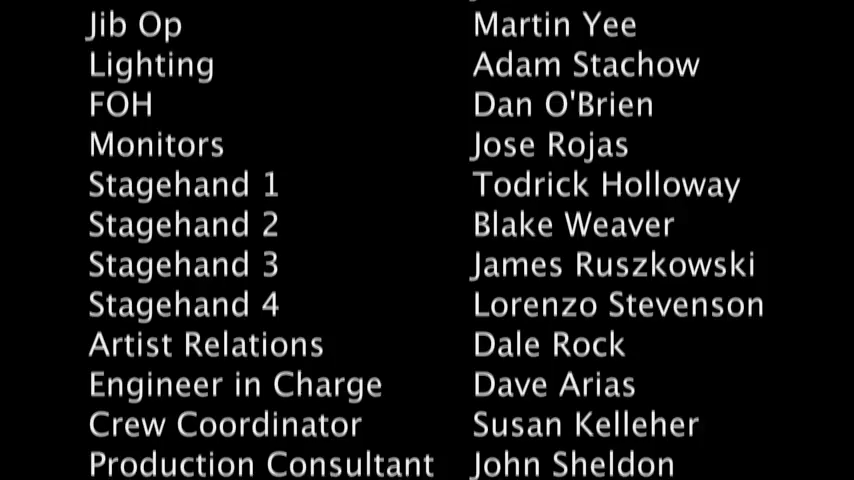 Jib Op Martin Yee
Lighting Adam Stachow
FOH Dan O'Brien
Monitors Jose Rojas
Stagehand 1 Todrick Holloway
Stagehand 2 Blake Weaver
Stagehand 3 James Ruszkowski
Stagehand 4 Lorenzo Stevenson
Artist Relations Dale Rock
Engineer in Charge Dave Arias
Crew Coordinator Susan Kelleher
Production Consultant John Sheldon